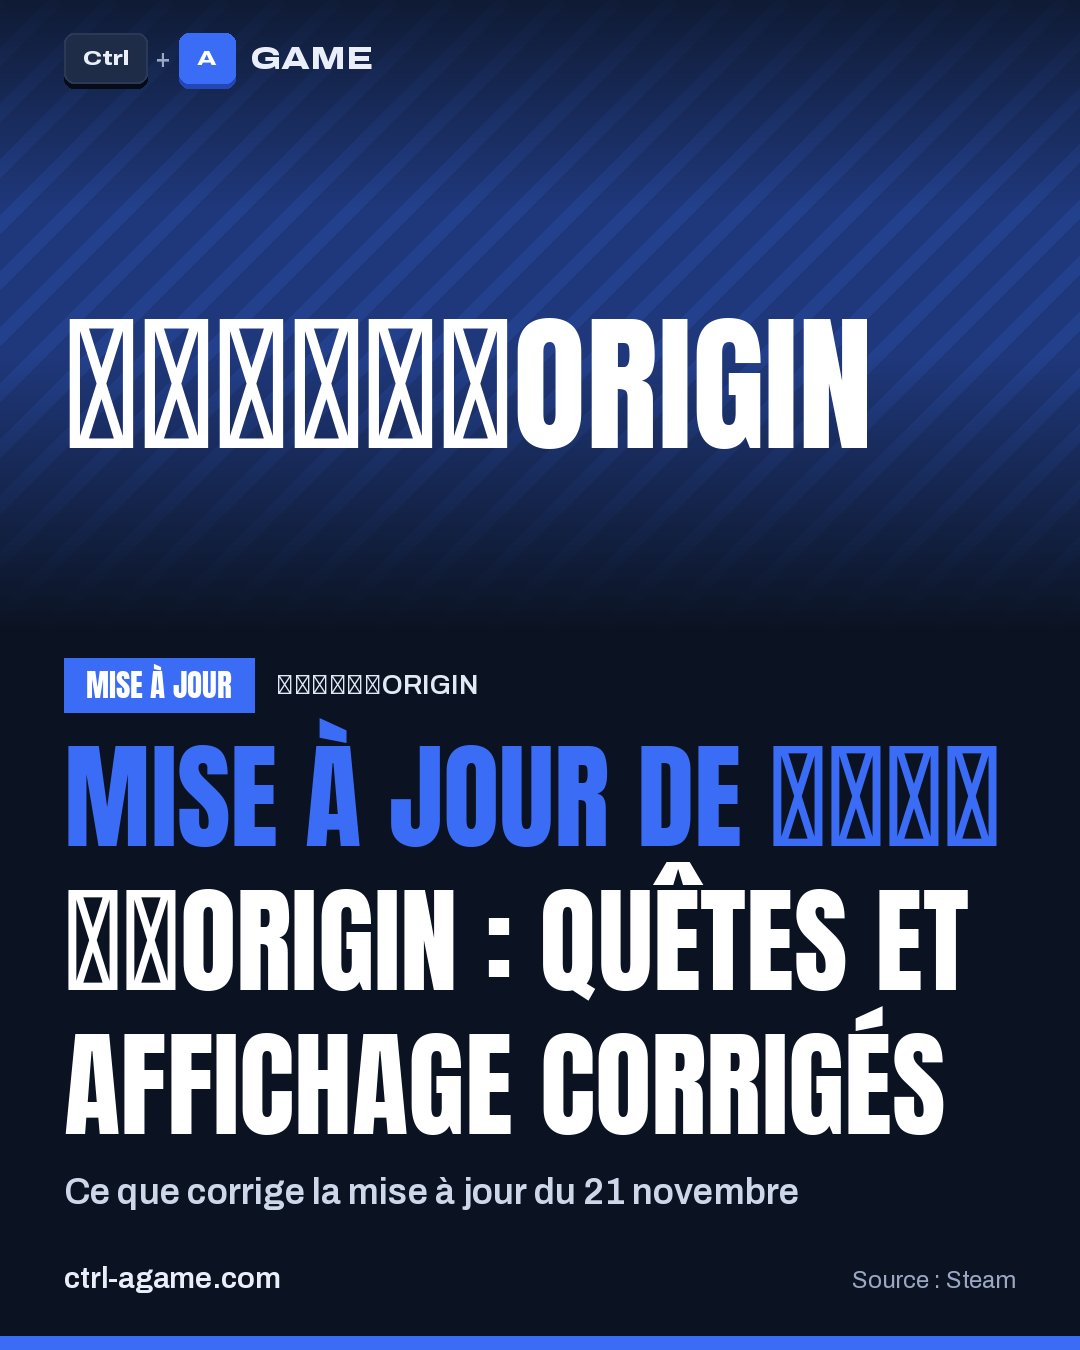 Ctrl + A GAME
ORIGIN
MISE À JOUR
ORIGIN
MISE À JOUR DE
ORIGIN : QUÊTES ET
AFFICHAGE CORRIGÉS
Ce que corrige la mise à jour du 21 novembre
ctrl-agame.com
Source : Steam